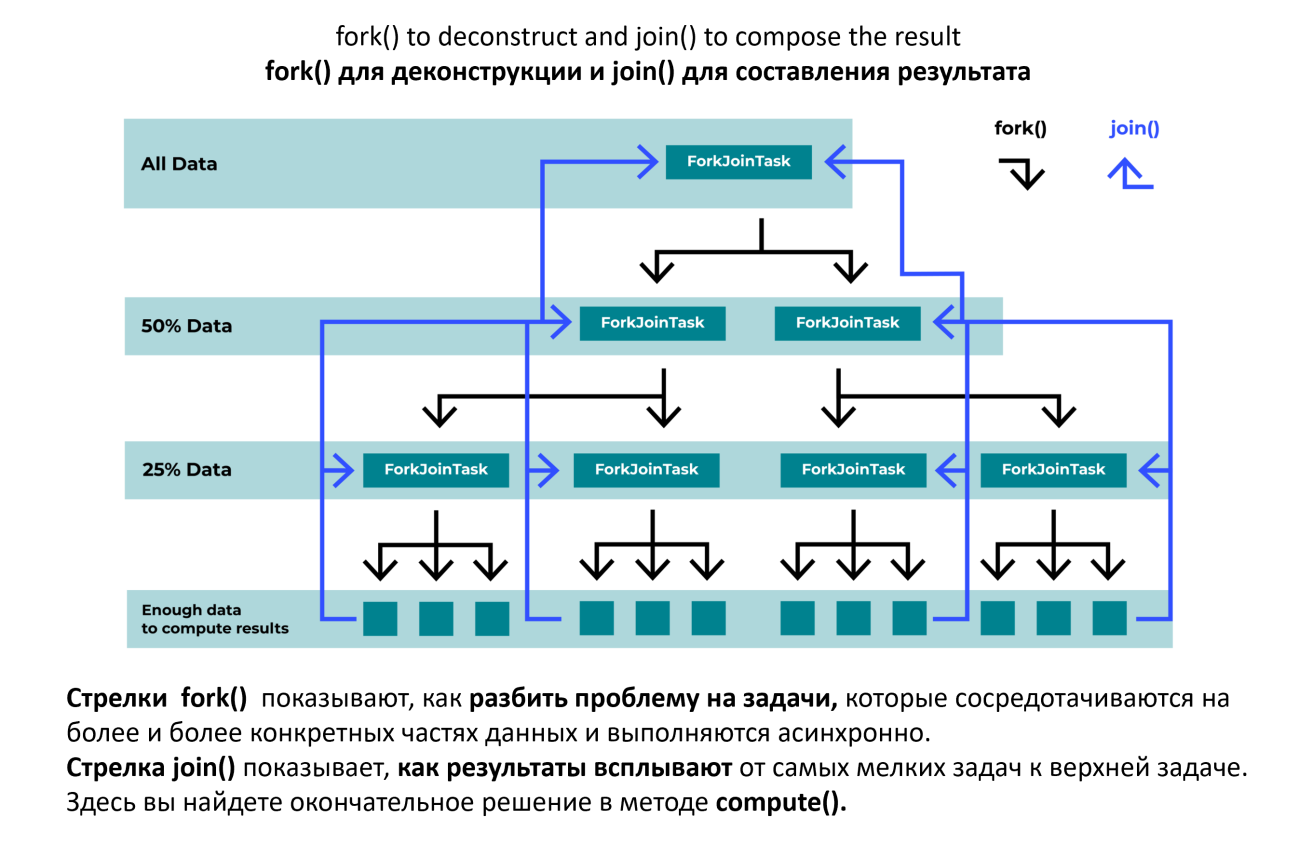 fork() to deconstruct and join() to compose the result
fork() для деконструкции и join() для составления результата
fork() join()
All Data ForkJoinTask
50% Data ForkJoinTask ForkJoinTask
25% Data ForkJoinTask ForkJoinTask ForkJoinTask ForkJoinTask
Enough data
to compute results
Стрелки fork() показывают, как разбить проблему на задачи, которые сосредотачиваются на
более и более конкретных частях данных и выполняются асинхронно.
Стрелка join() показывает, как результаты всплывают от самых мелких задач к верхней задаче.
Здесь вы найдете окончательное решение в методе compute().